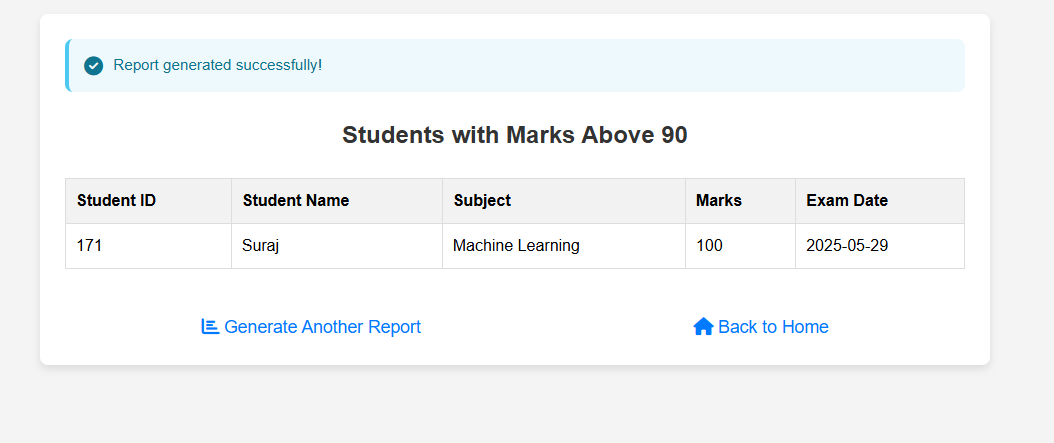 Report generated successfully!
Students with Marks Above 90
Student ID Student Name Subject Marks Exam Date
171 Suraj Machine Learning 100 2025-05-29
Generate Another Report Back to Home